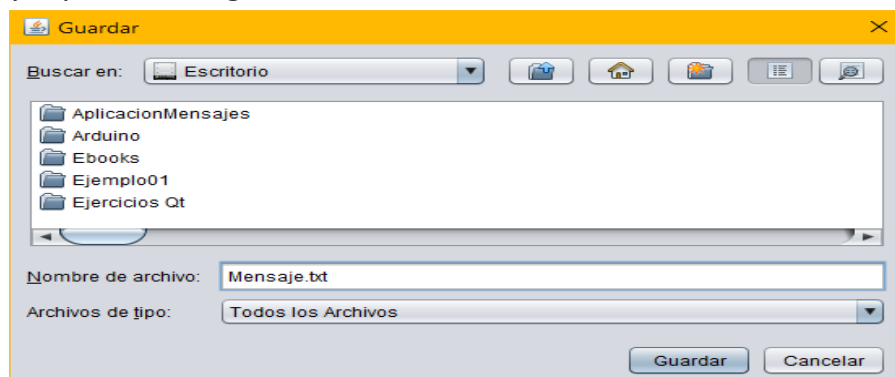 Guardar
Buscar en: Escritorio
AplicacionMensajes
Arduino
Ebooks
Ejemplo01
Ejercicios Qt
Nombre de archivo: Mensaje.txt
Archivos de tipo: Todos los Archivos
Guardar Cancelar